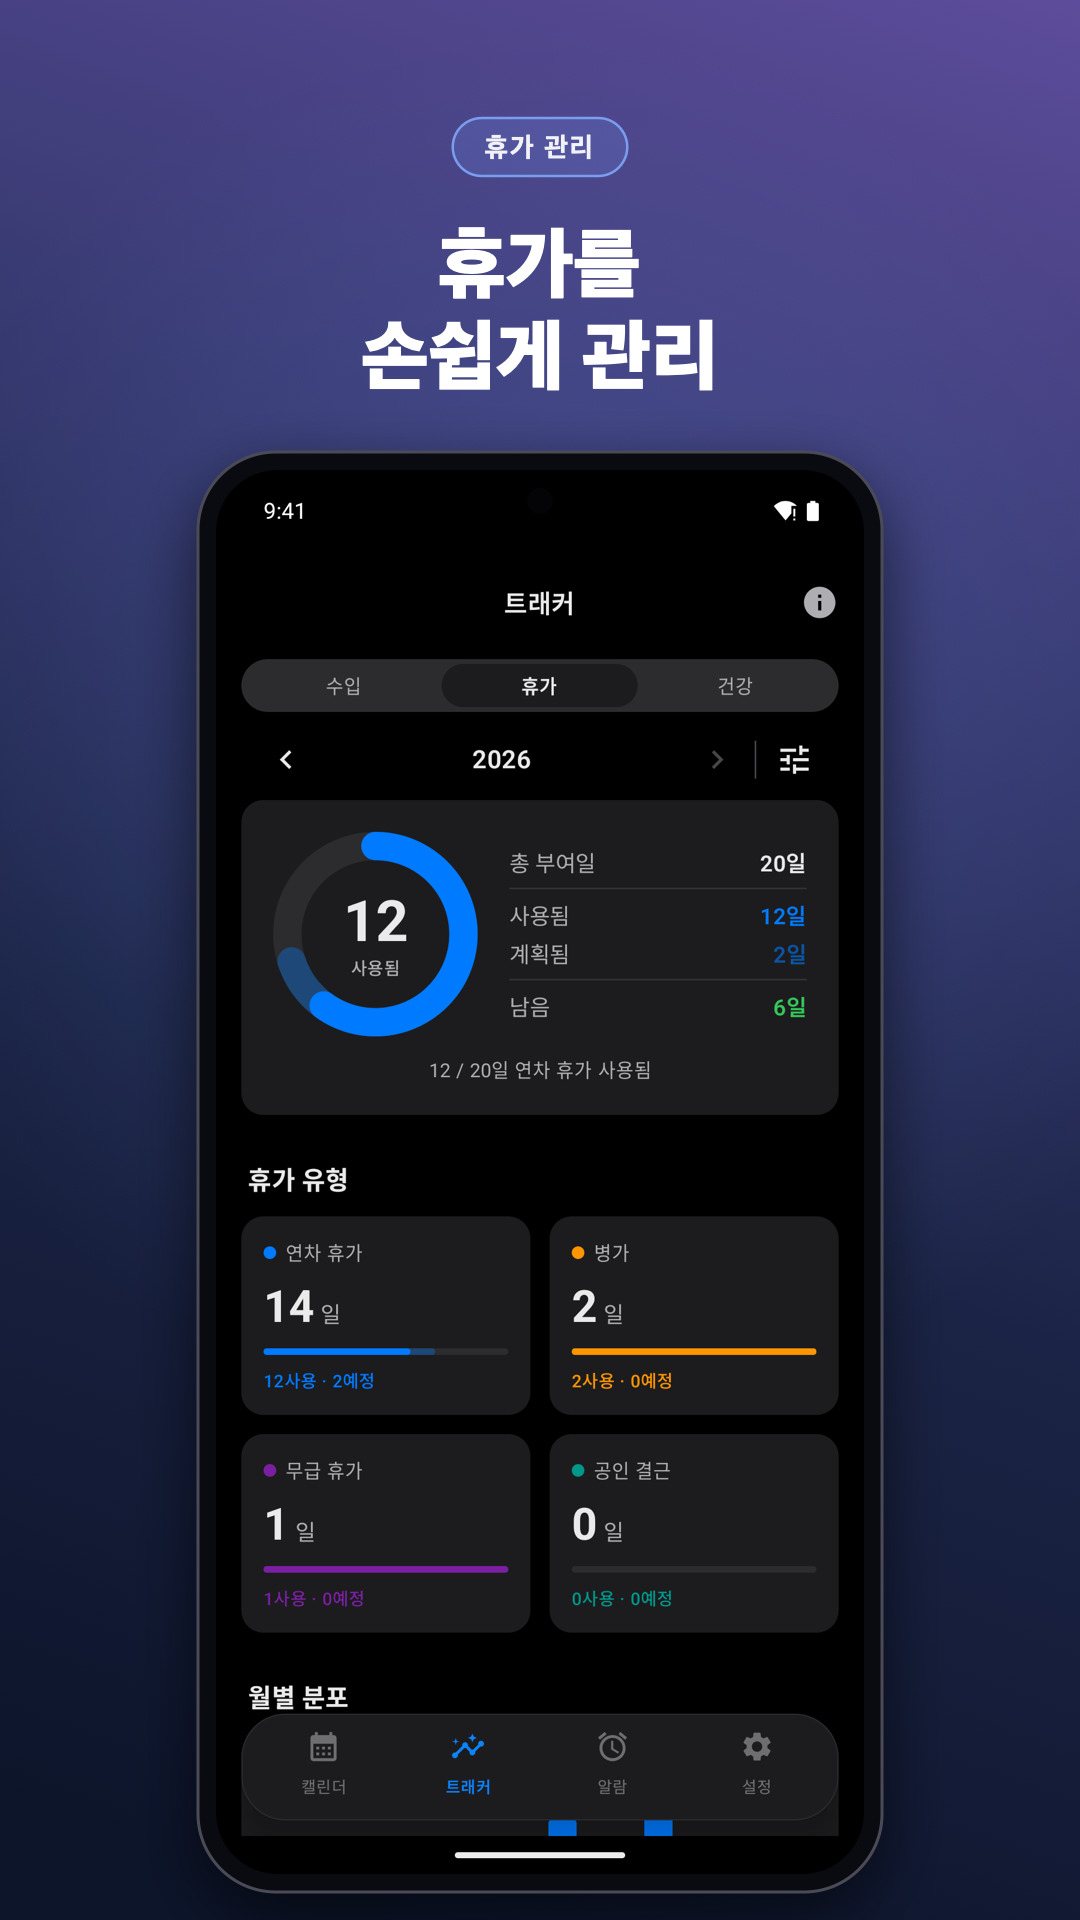 휴가 관리
휴가를
손쉽게 관리
9:41
트래커
수입 휴가 건강
2026
12
사용됨
총 부여일 20일
사용됨 12일
계획됨 2일
남음 6일
12 / 20일 연차 휴가 사용됨
휴가 유형
연차 휴가
14 일
12사용 · 2예정
병가
2 일
2사용 · 0예정
무급 휴가
1 일
1사용 · 0예정
공인 결근
0 일
0사용 · 0예정
월별 분포
캘린더 트래커 알람 설정